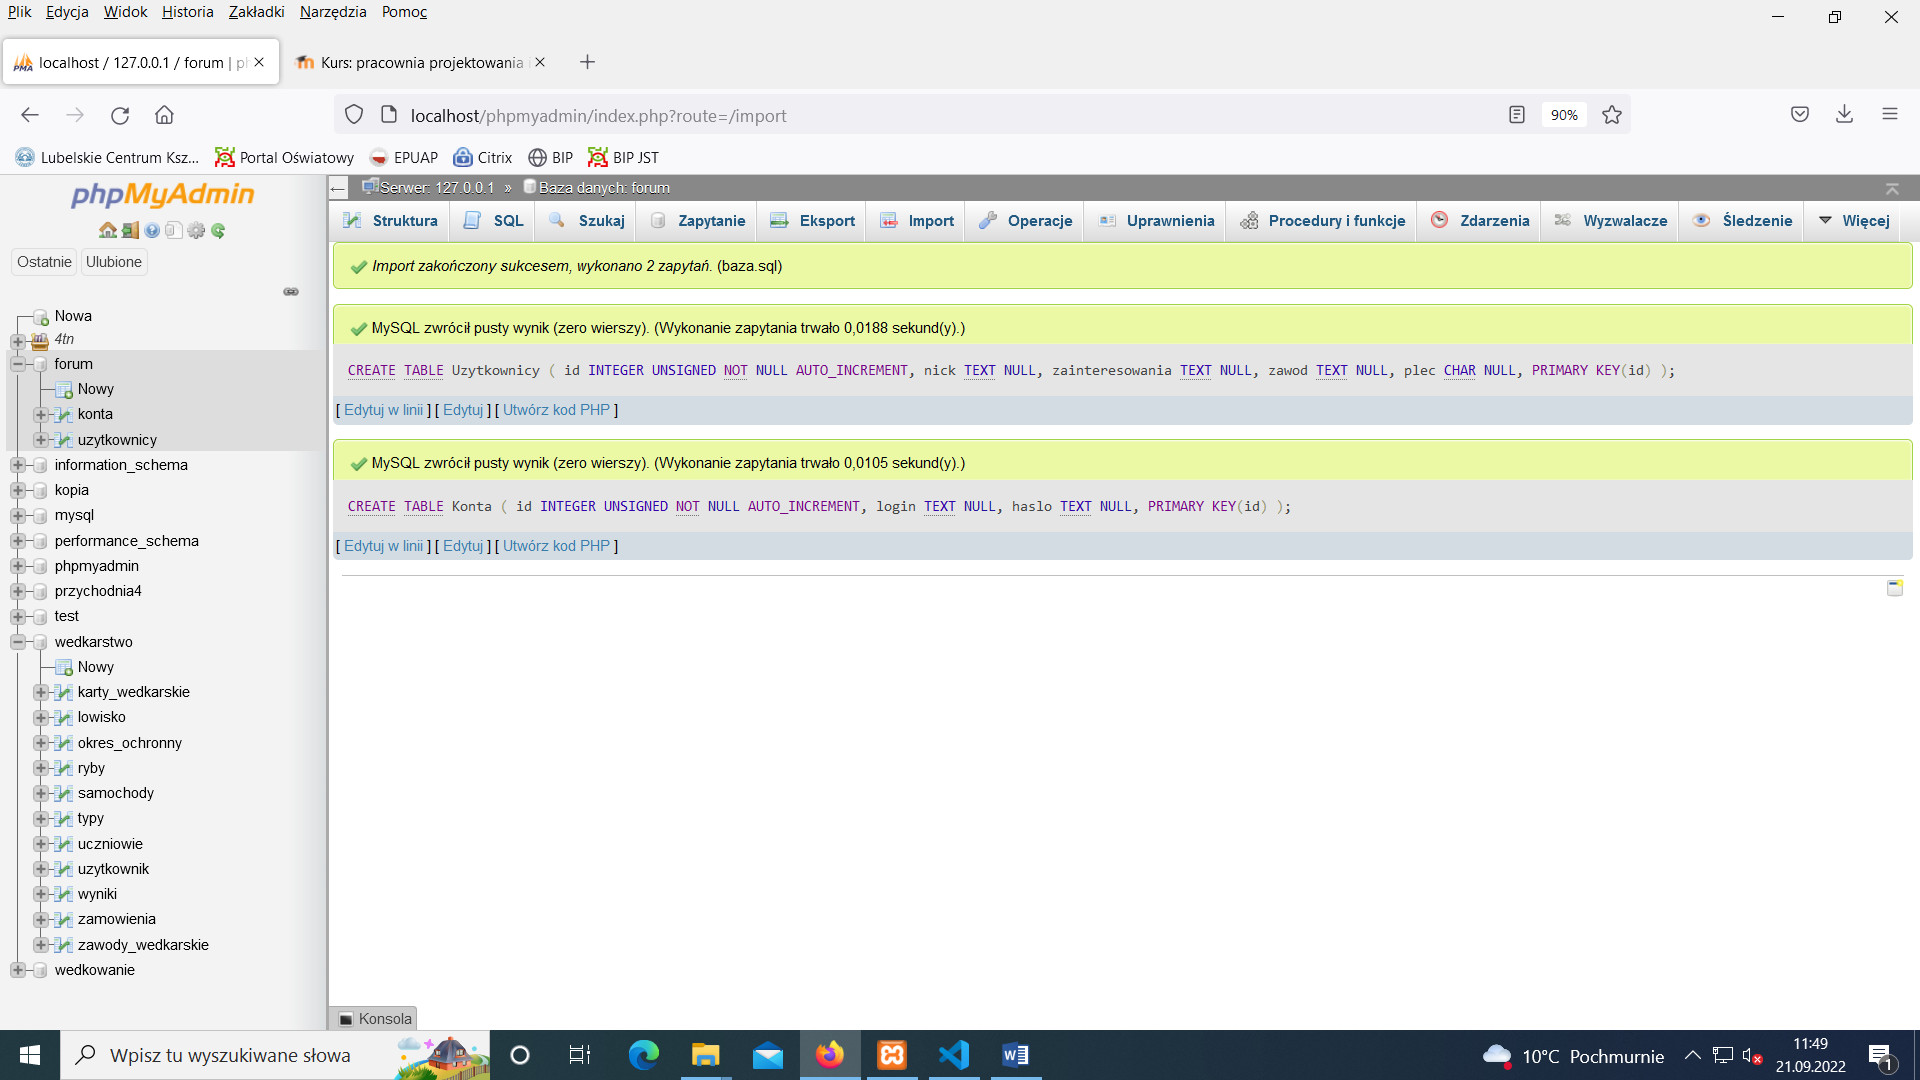 Plik Edycja Widok Historia Zakładki Narzędzia Pomoc
localhost / 127.0.0.1 / forum | ph
Kurs: pracownia projektowania
localhost/phpmyadmin/index.php?route=/import
90%
Lubelskie Centrum Ksz... Portal Oświatowy EPUAP Citrix BIP BIP JST
phpMyAdmin
Ostatnie Ulubione
Nowa
4tn
forum
Nowy
konta
uzytkownicy
information_schema
kopia
mysql
performance_schema
phpmyadmin
przychodnia4
test
wedkarstwo
Nowy
karty_wedkarskie
lowisko
okres_ochronny
ryby
samochody
typy
uczniowie
uzytkownik
wyniki
zamowienia
zawody_wedkarskie
wedkowanie
Serwer: 127.0.0.1 » Baza danych: forum
Struktura SQL Szukaj Zapytanie Eksport Import Operacje Uprawnienia Procedury i funkcje Zdarzenia Wyzwalacze Śledzenie Więcej
Import zakończony sukcesem, wykonano 2 zapytań. (baza.sql)
MySQL zwrócił pusty wynik (zero wierszy). (Wykonanie zapytania trwało 0,0188 sekund(y).)
CREATE TABLE Uzytkownicy ( id INTEGER UNSIGNED NOT NULL AUTO_INCREMENT, nick TEXT NULL, zainteresowania TEXT NULL, zawod TEXT NULL, plec CHAR NULL, PRIMARY KEY(id) );
[ Edytuj w linii ] [ Edytuj ] [ Utwórz kod PHP ]
MySQL zwrócił pusty wynik (zero wierszy). (Wykonanie zapytania trwało 0,0105 sekund(y).)
CREATE TABLE Konta ( id INTEGER UNSIGNED NOT NULL AUTO_INCREMENT, login TEXT NULL, haslo TEXT NULL, PRIMARY KEY(id) );
[ Edytuj w linii ] [ Edytuj ] [ Utwórz kod PHP ]
Konsola
Wpisz tu wyszukiwane słowa
10°C Pochmurnie
11:49
21.09.2022
1